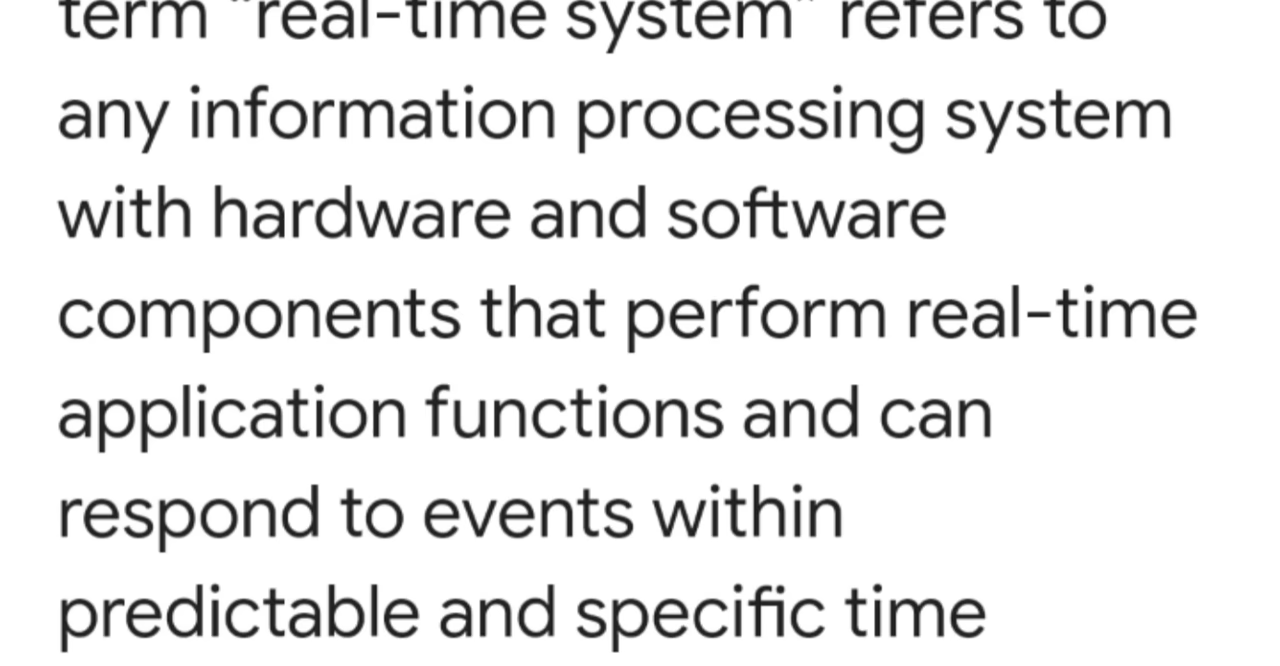 term “real-time system” refers to
any information processing system
with hardware and software
components that perform real-time
application functions and can
respond to events within
predictable and specific time